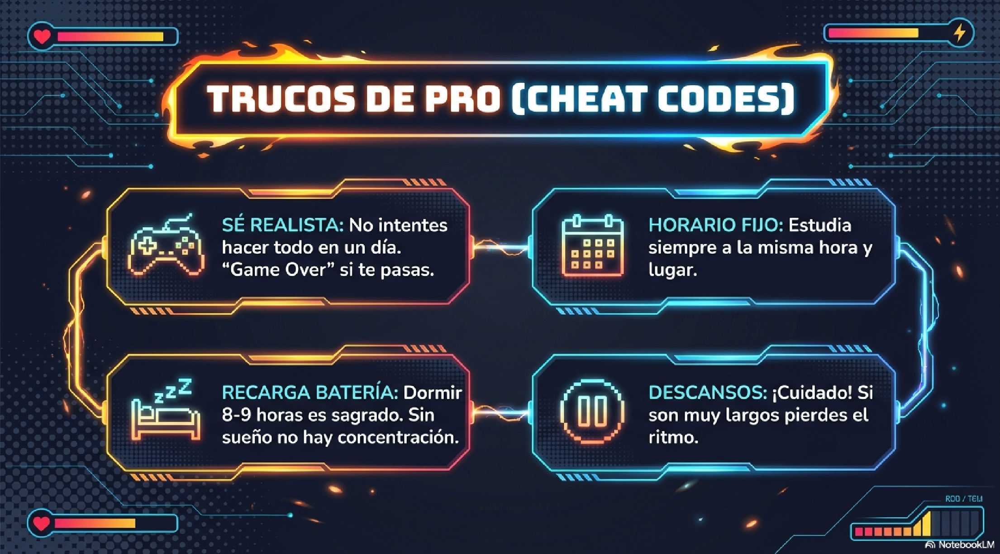 TRUCOS DE PRO (CHEAT CODES)
SÉ REALISTA: No intentes
hacer todo en un día.
“Game Over” si te pasas.
HORARIO FIJO: Estudia
siempre a la misma hora y
lugar.
RECARGA BATERÍA: Dormir
8-9 horas es sagrado. Sin
sueño no hay concentración.
DESCANSOS: ¡Cuidado! Si
son muy largos pierdes el
ritmo.
NotebookLM